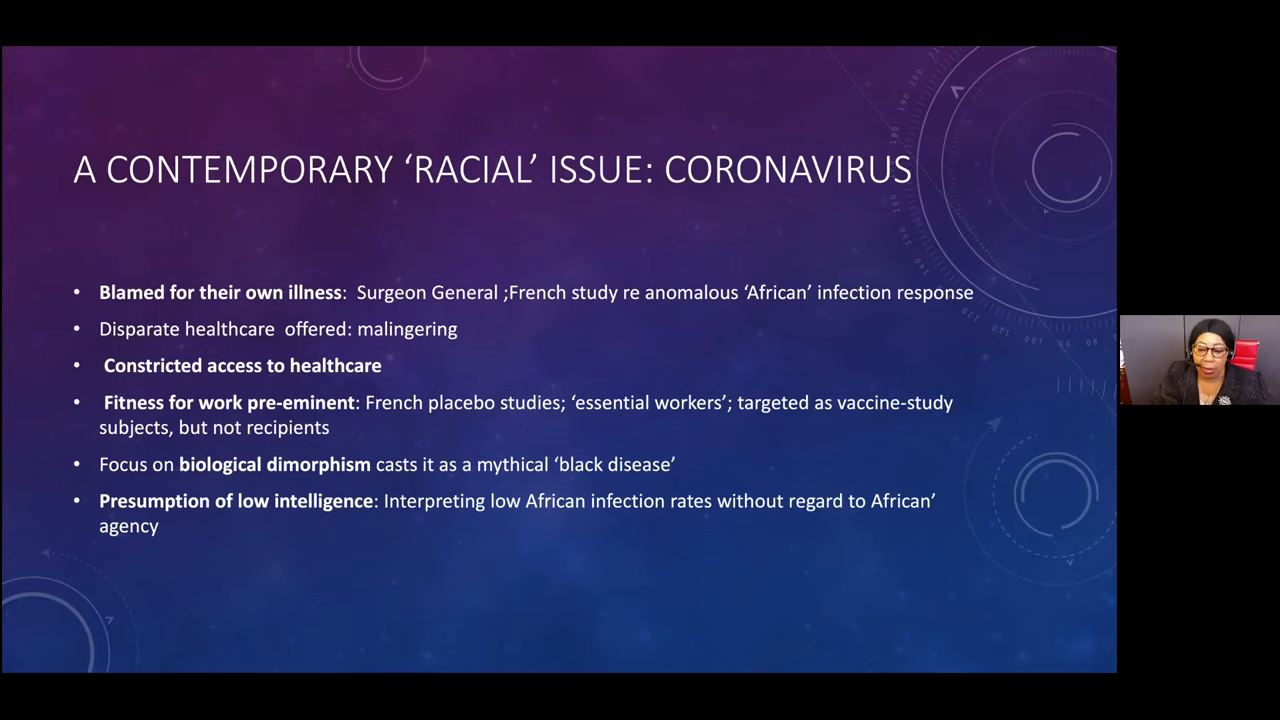 A CONTEMPORARY ‘RACIAL’ ISSUE: CORONAVIRUS
• Blamed for their own illness:  Surgeon General ;French study re anomalous ‘African’ infection response
• Disparate healthcare  offered: malingering
• Constricted access to healthcare
• Fitness for work pre-eminent: French placebo studies; ‘essential workers’; targeted as vaccine-study
subjects, but not recipients
• Focus on biological dimorphism casts it as a mythical ‘black disease’
• Presumption of low intelligence: Interpreting low African infection rates without regard to African’
agency